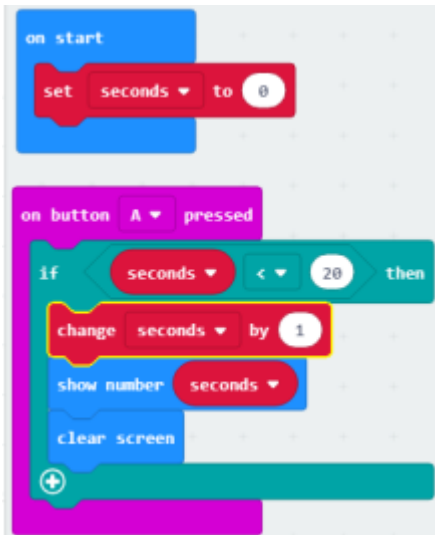 on start
set seconds to 0
on button A pressed
if seconds < 20 then
change seconds by 1
show number seconds
clear screen